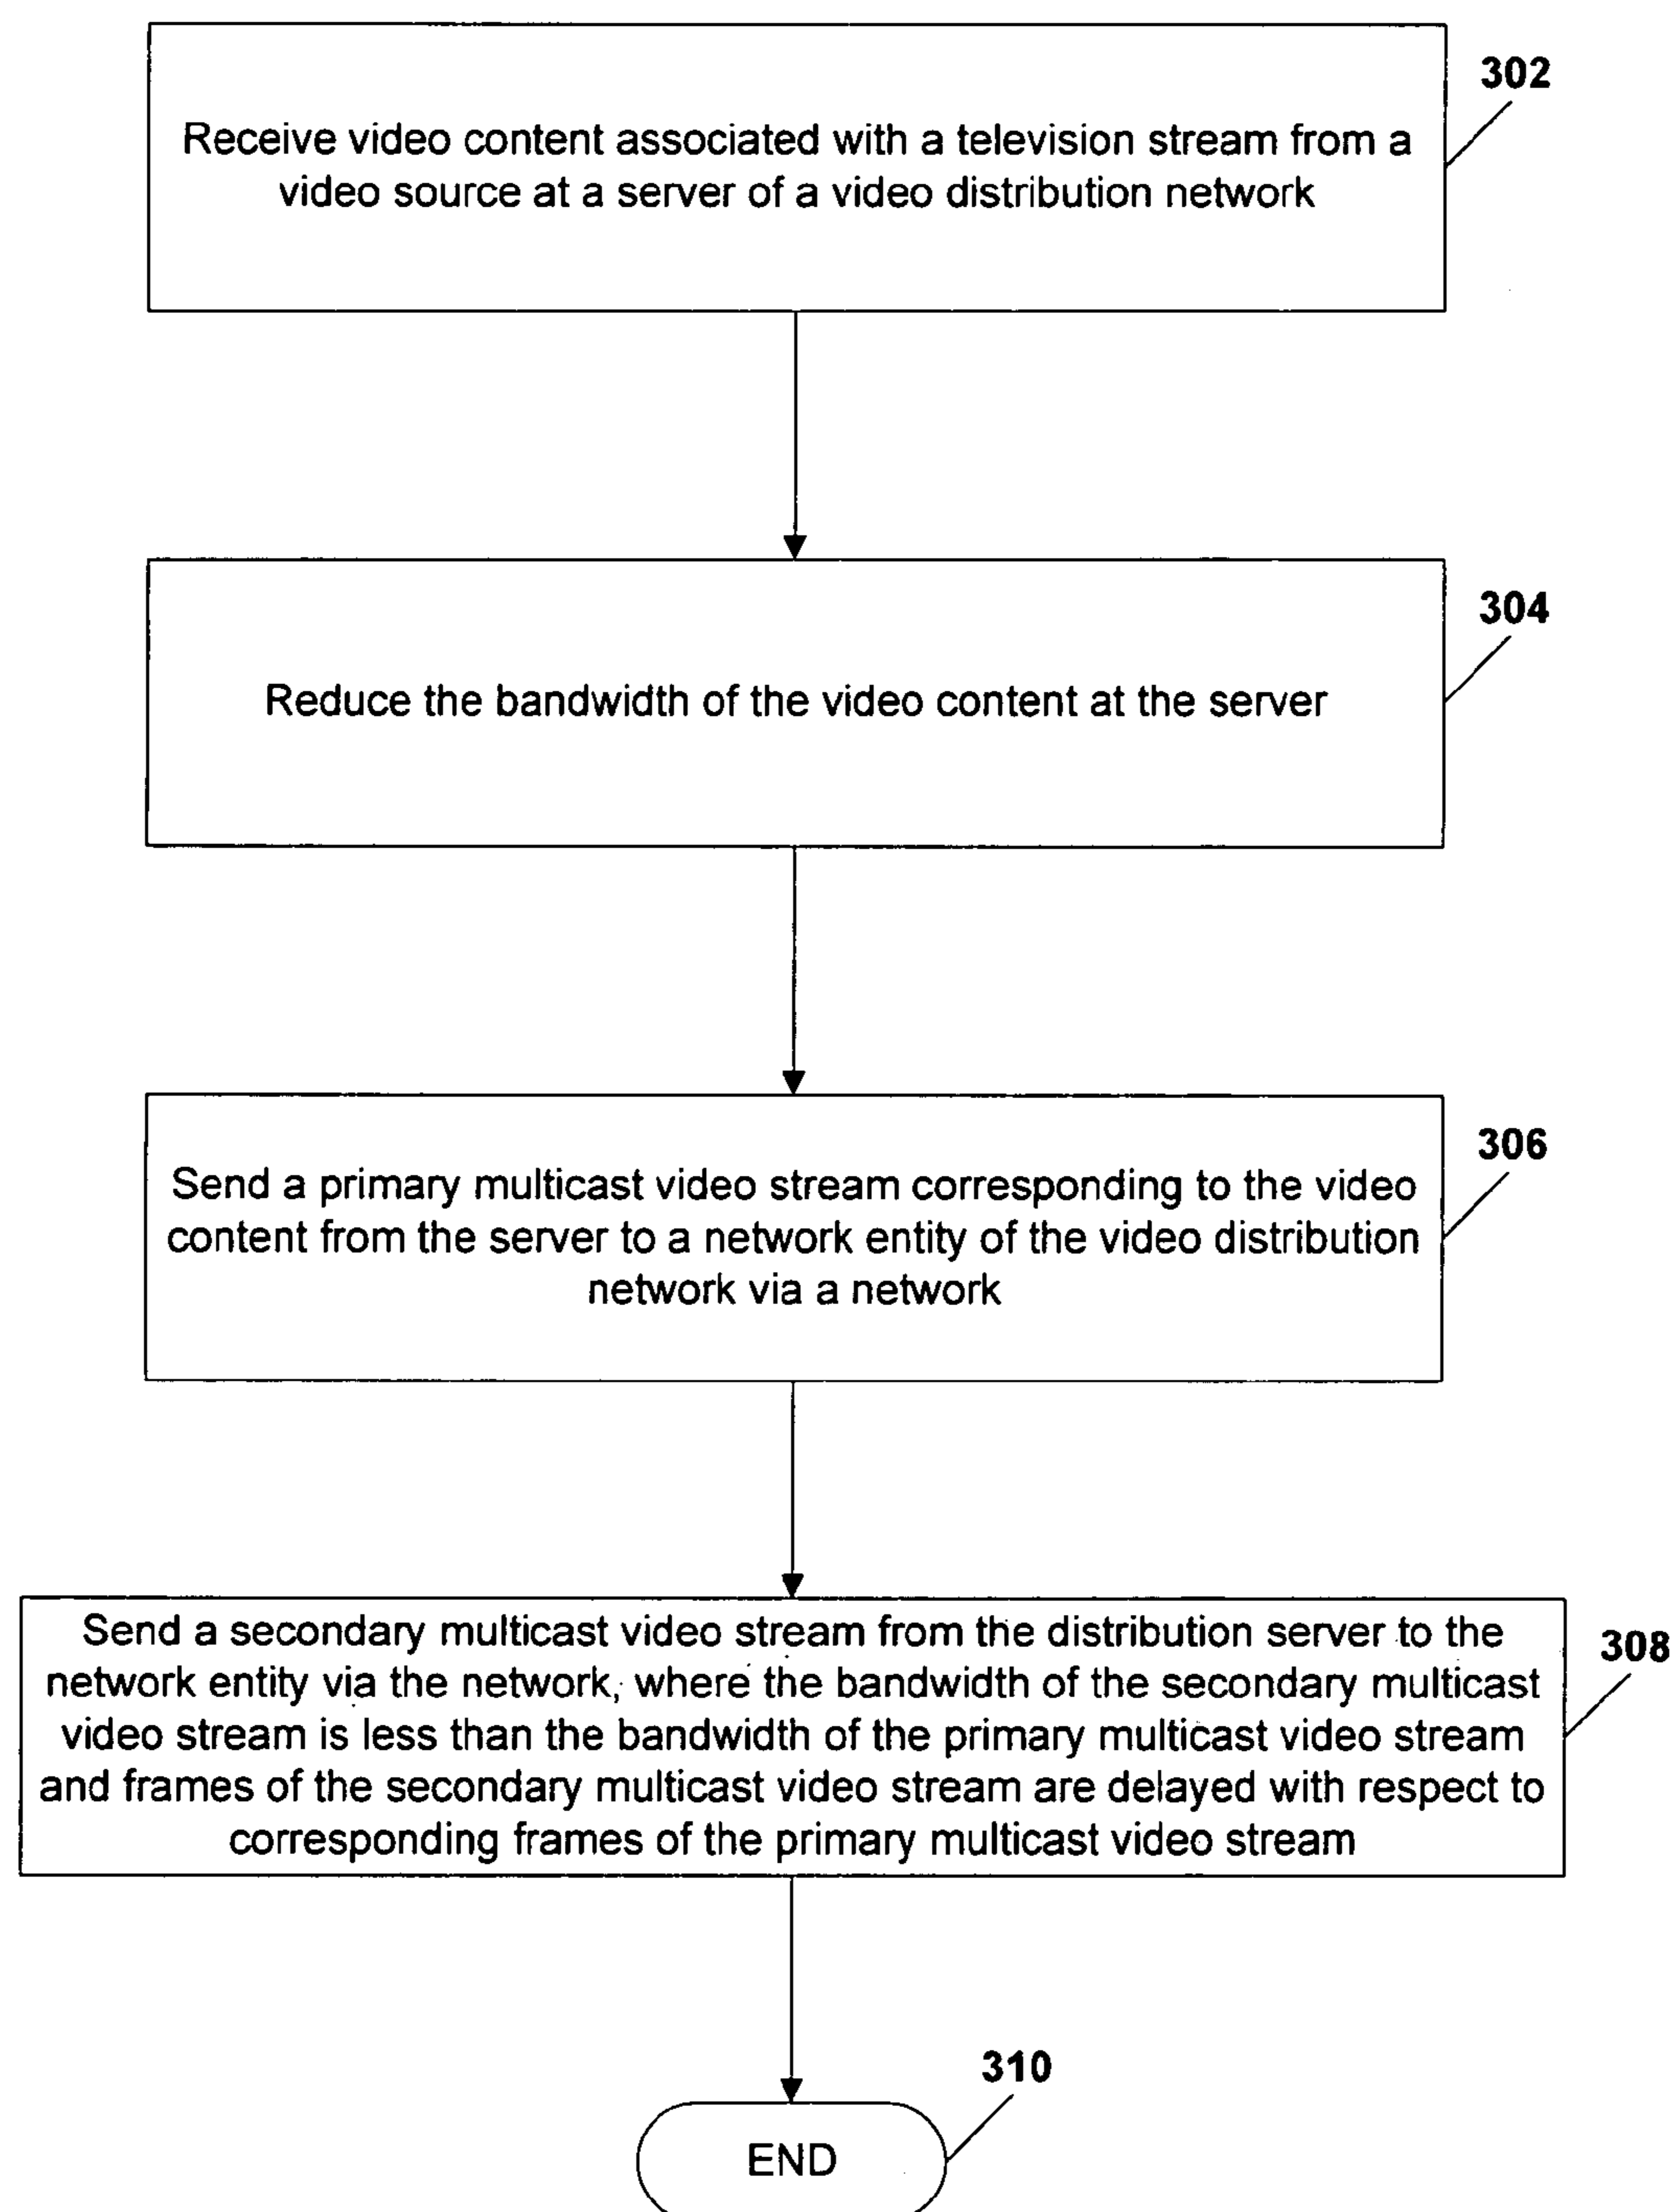 302
Receive video content associated with a television stream from a
video source at a server of a video distribution network
304
Reduce the bandwidth of the video content at the server
306
Send a primary multicast video stream corresponding to the video
content from the server to a network entity of the video distribution
network via a network
308
Send a secondary multicast video stream from the distribution server to the
network entity via the network, where the bandwidth of the secondary multicast
video stream is less than the bandwidth of the primary multicast video stream
and frames of the secondary multicast video stream are delayed with respect to
corresponding frames of the primary multicast video stream
310
END